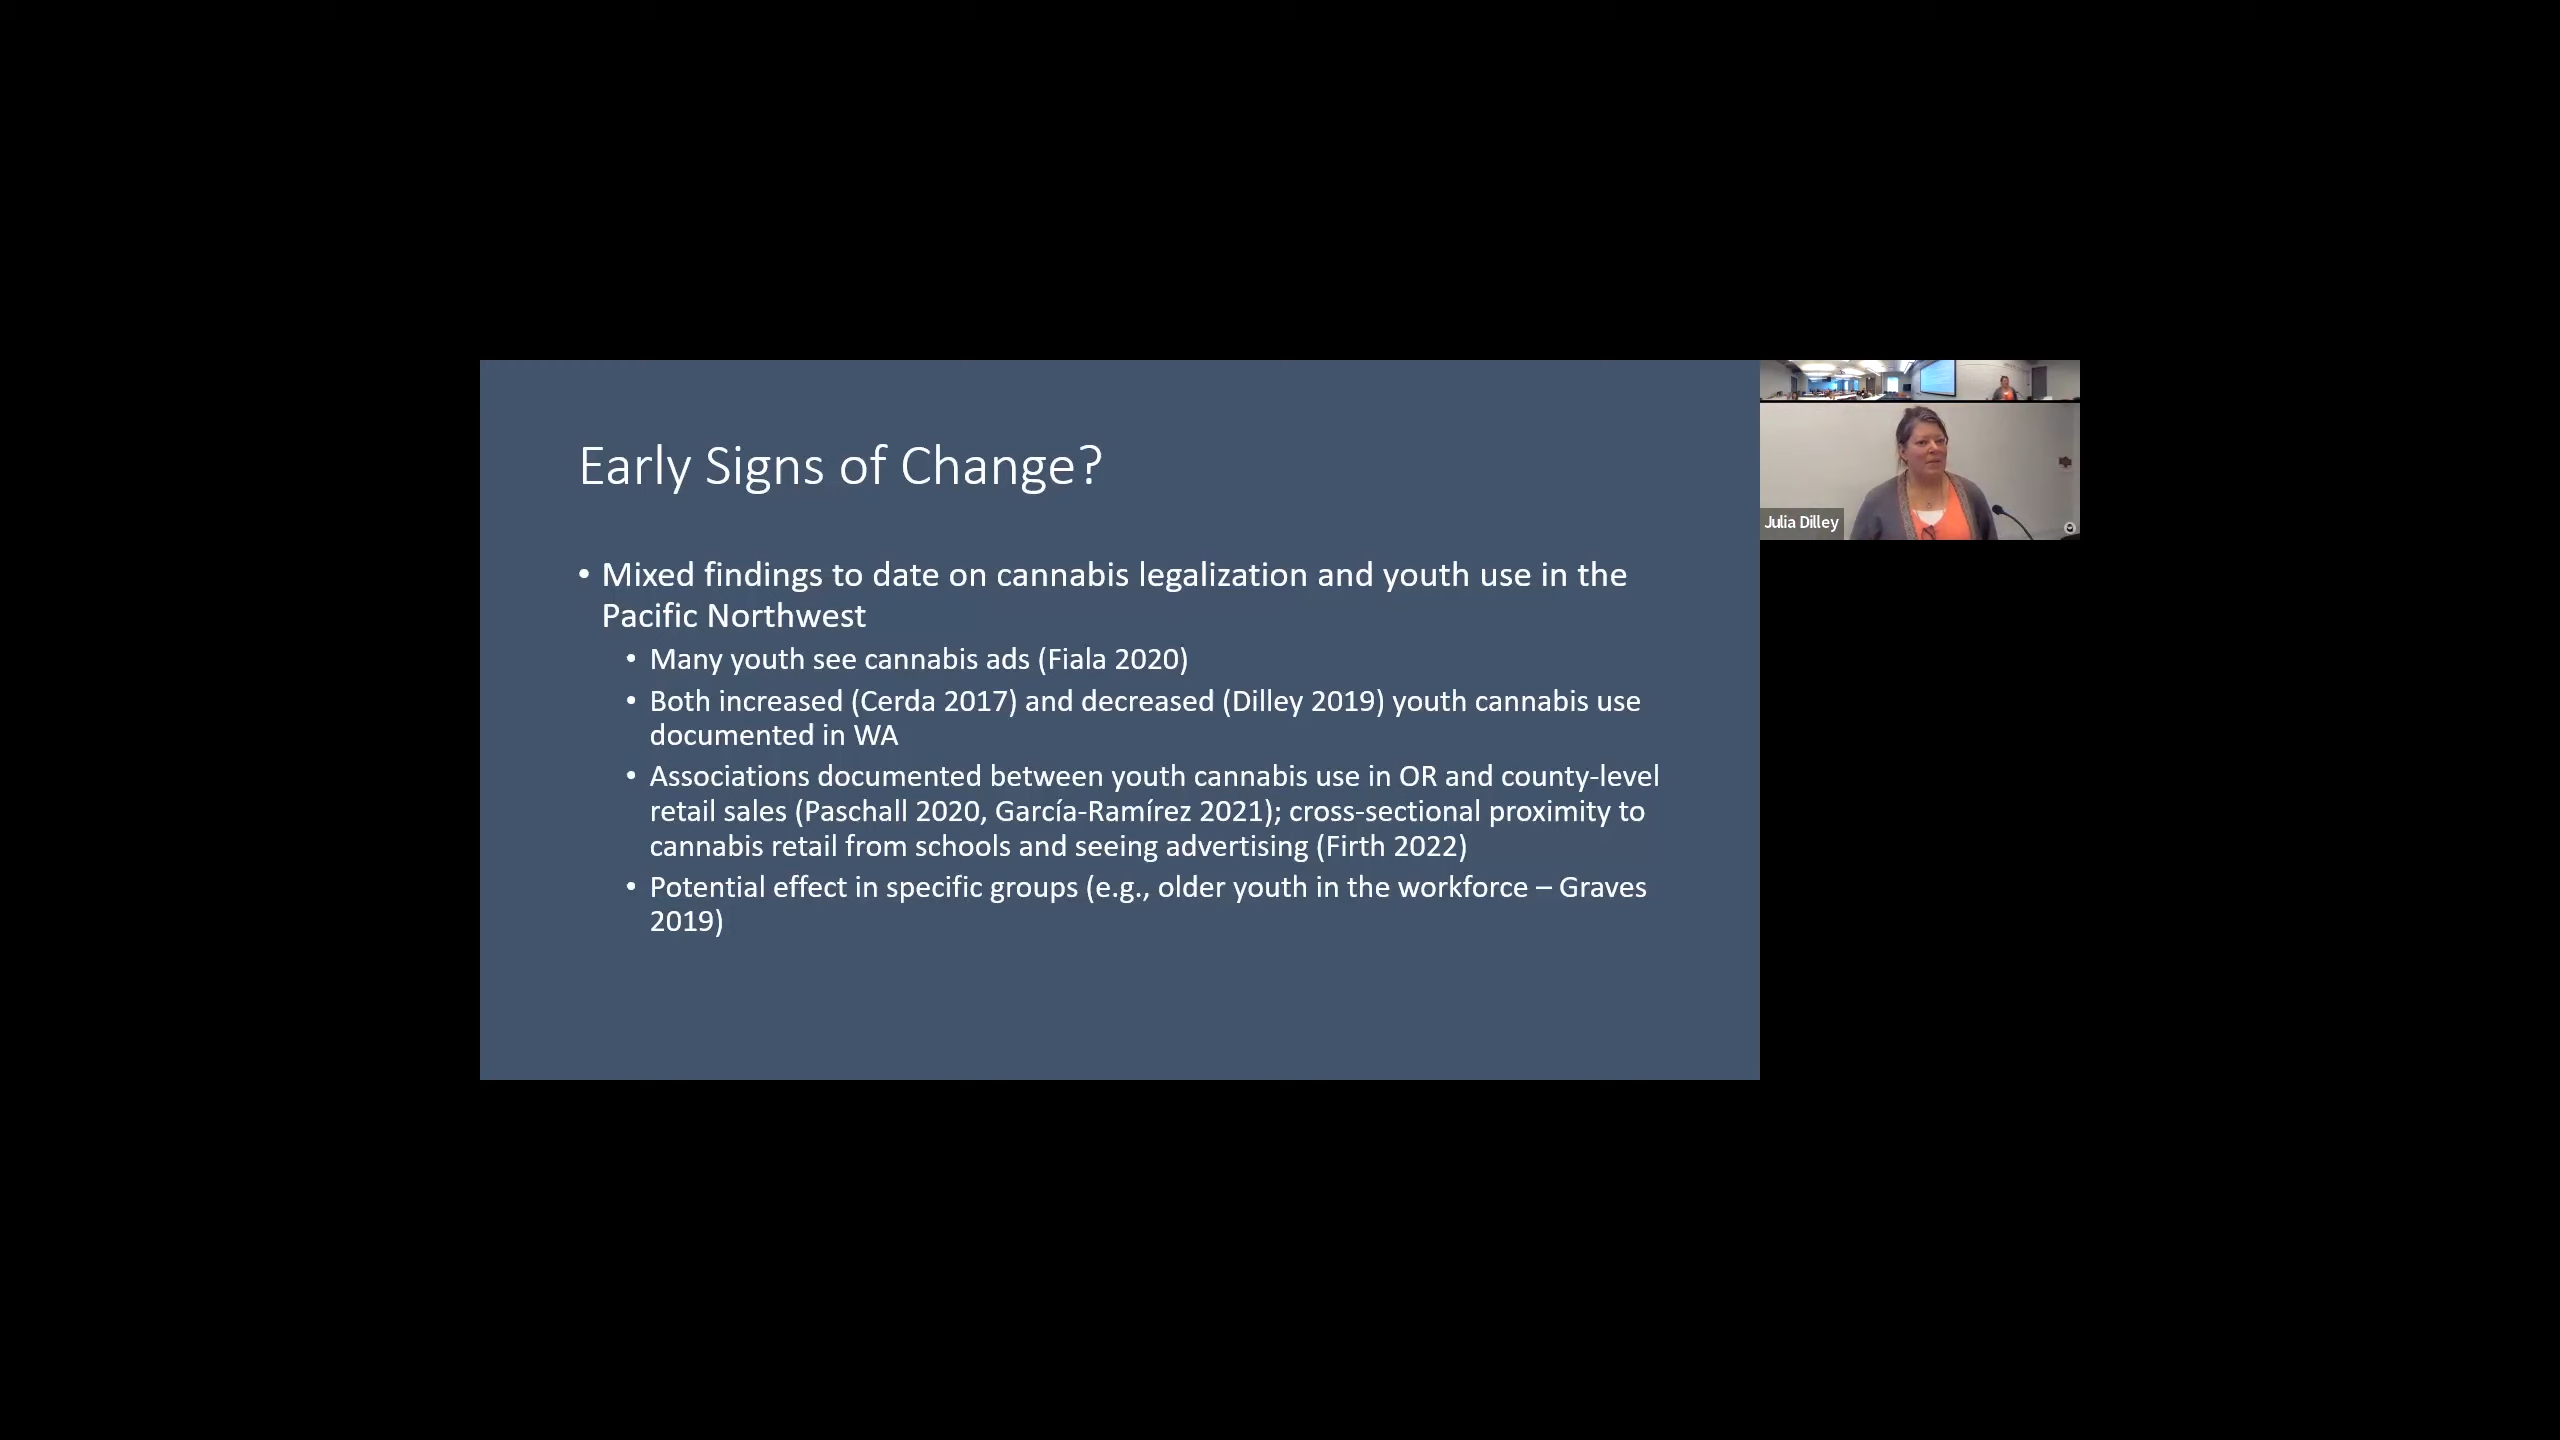 Early Signs of Change?
• Mixed findings to date on cannabis legalization and youth use in the
Pacific Northwest
• Many youth see cannabis ads (Fiala 2020)
• Both increased (Cerda 2017) and decreased (Dilley 2019) youth cannabis use
documented in WA
• Associations documented between youth cannabis use in OR and county-level
retail sales (Paschall 2020, García-Ramírez 2021); cross-sectional proximity to
cannabis retail from schools and seeing advertising (Firth 2022)
• Potential effect in specific groups (e.g., older youth in the workforce – Graves
2019)
Julia Dilley